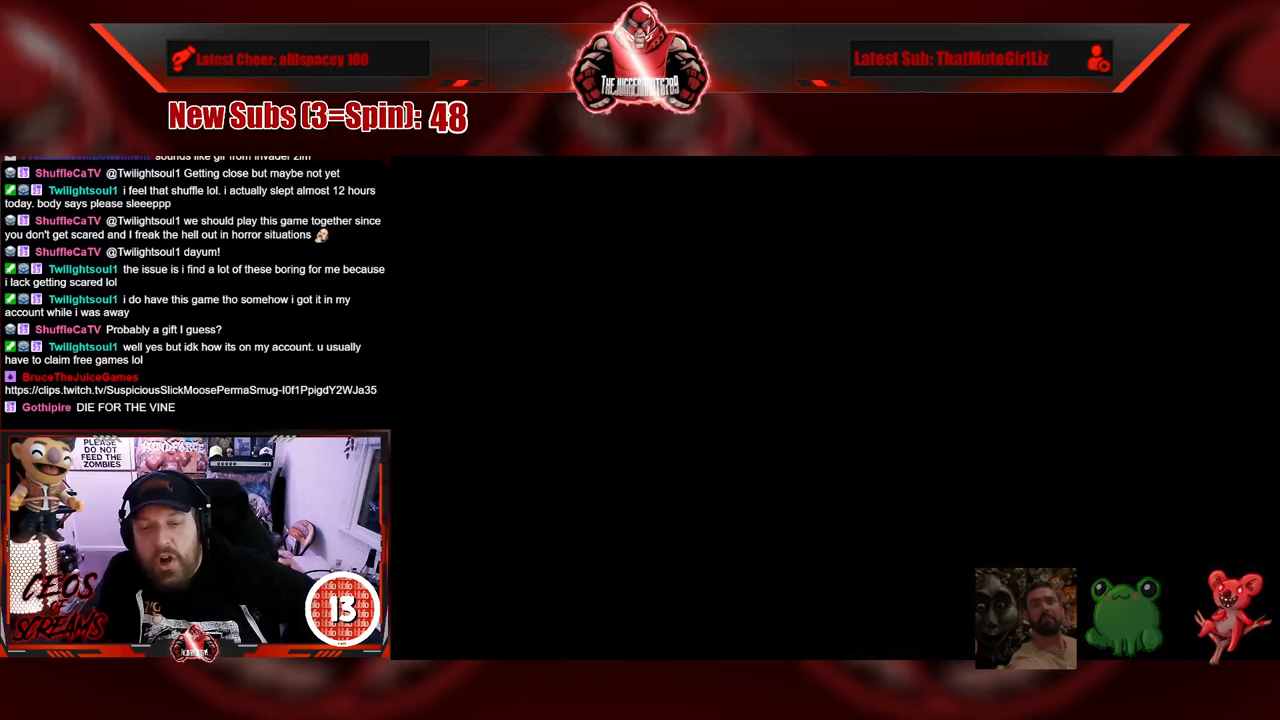 Latest Cheer: allispacey 100
THEJUGGERNAUT6789
Latest Sub: ThatMuteGirlLiz
New Subs (3=Spin): 48
sounds like gir from invader zim
ShuffleCaTV @Twilightsoul1 Getting close but maybe not yet
Twilightsoul1 i feel that shuffle lol. i actually slept almost 12 hours
today. body says please sleeeppp
ShuffleCaTV @Twilightsoul1 we should play this game together since
you don't get scared and I freak the hell out in horror situations
ShuffleCaTV @Twilightsoul1 dayum!
Twilightsoul1 the issue is i find a lot of these boring for me because
i lack getting scared lol
Twilightsoul1 i do have this game tho somehow i got it in my
account while i was away
ShuffleCaTV Probably a gift I guess?
Twilightsoul1 well yes but idk how its on my account. u usually
have to claim free games lol
BruceTheJuiceGames
https://clips.twitch.tv/SuspiciousSlickMoosePermaSmug-I0f1PpigdY2WJa35
Gothipire DIE FOR THE VINE
PLEASE
DO NOT
FEED THE
ZOMBIES
CEOS
OF
SCREAMS
13